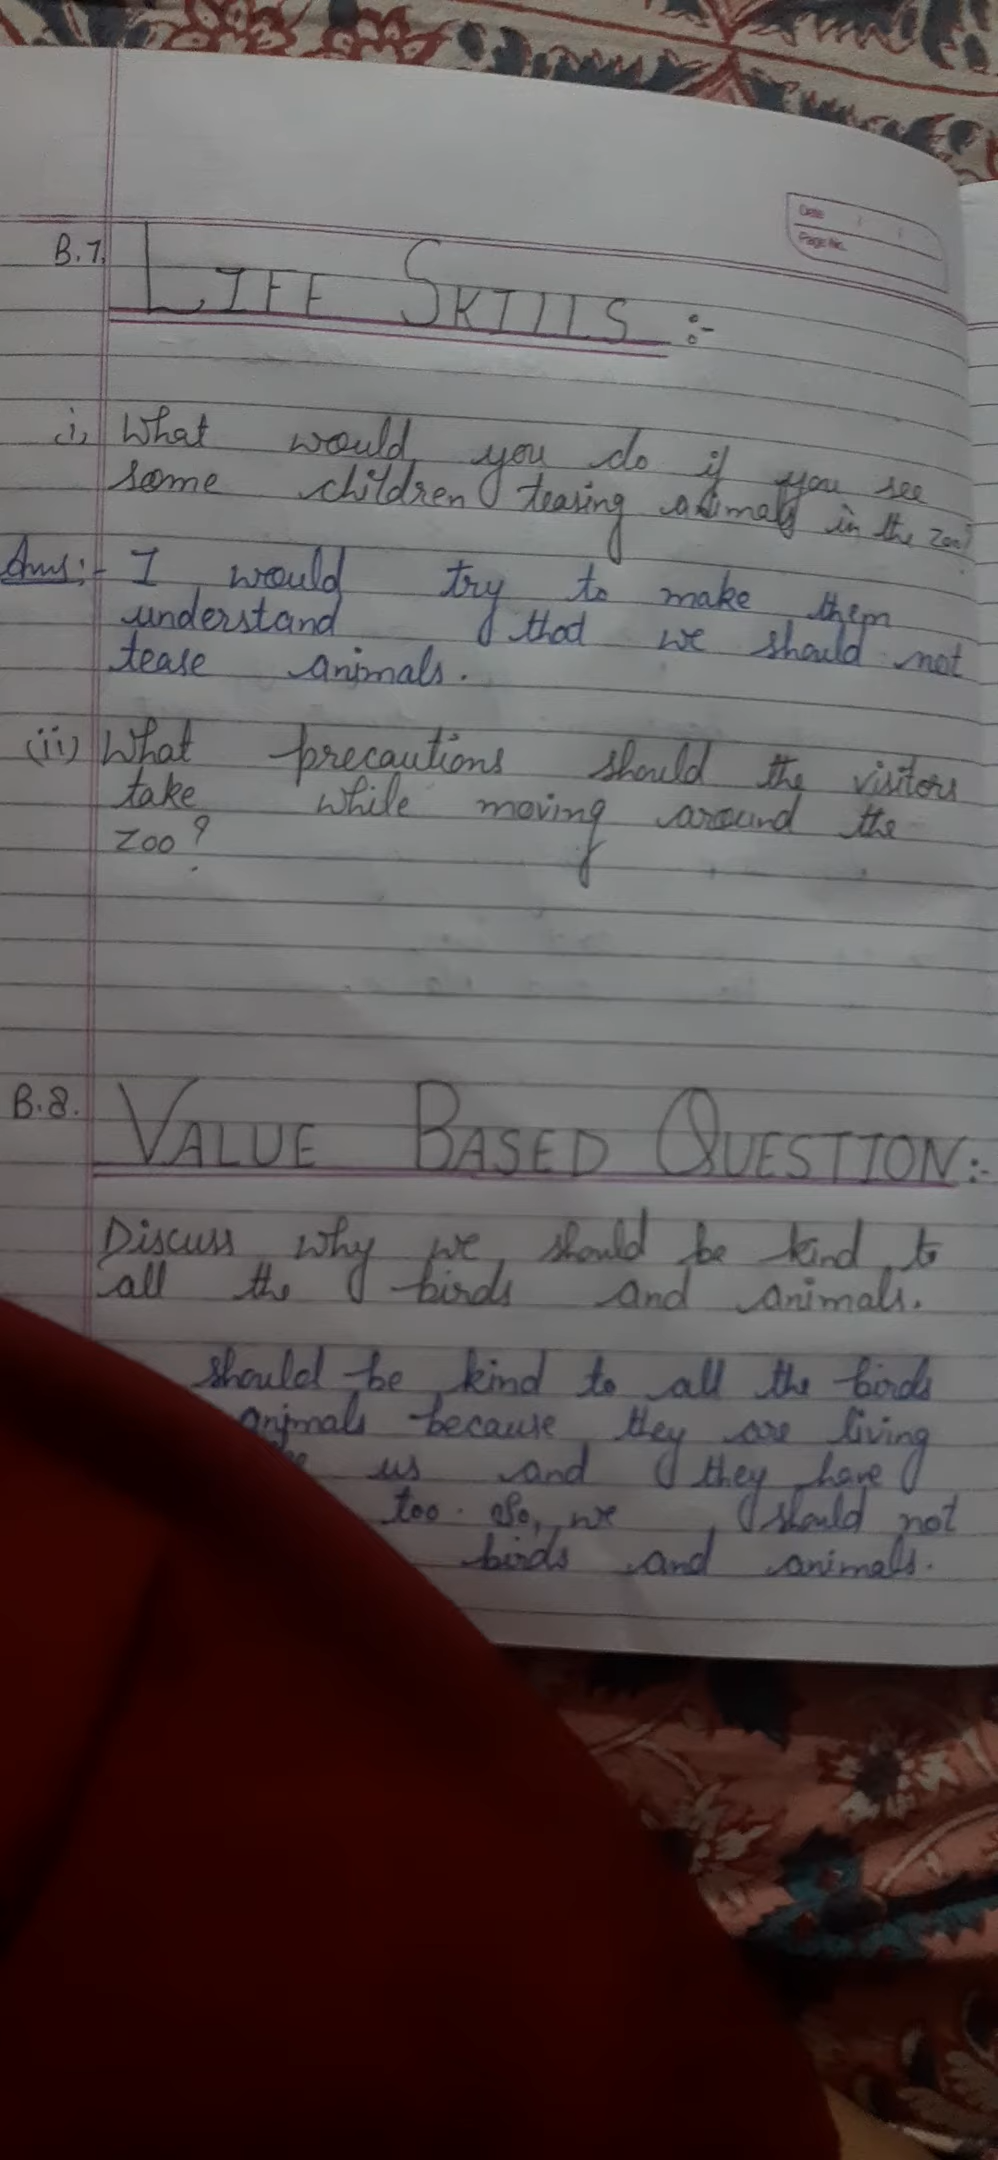 Date / /
Page No.
B.7. LIFE SKILLS :-
i, What would you do if you see
some children teasing animals in the zoo?
Ans:- I would try to make them
understand that we should not
tease animals.
(ii) What precautions should the visitors
take while moving around the
zoo?
B.8. VALUE BASED QUESTION:-
Discuss why we should be kind to
all the birds and animals.
should be kind to all the birds
animals because they are living
us and they have
too. So, we should not
birds and animals.